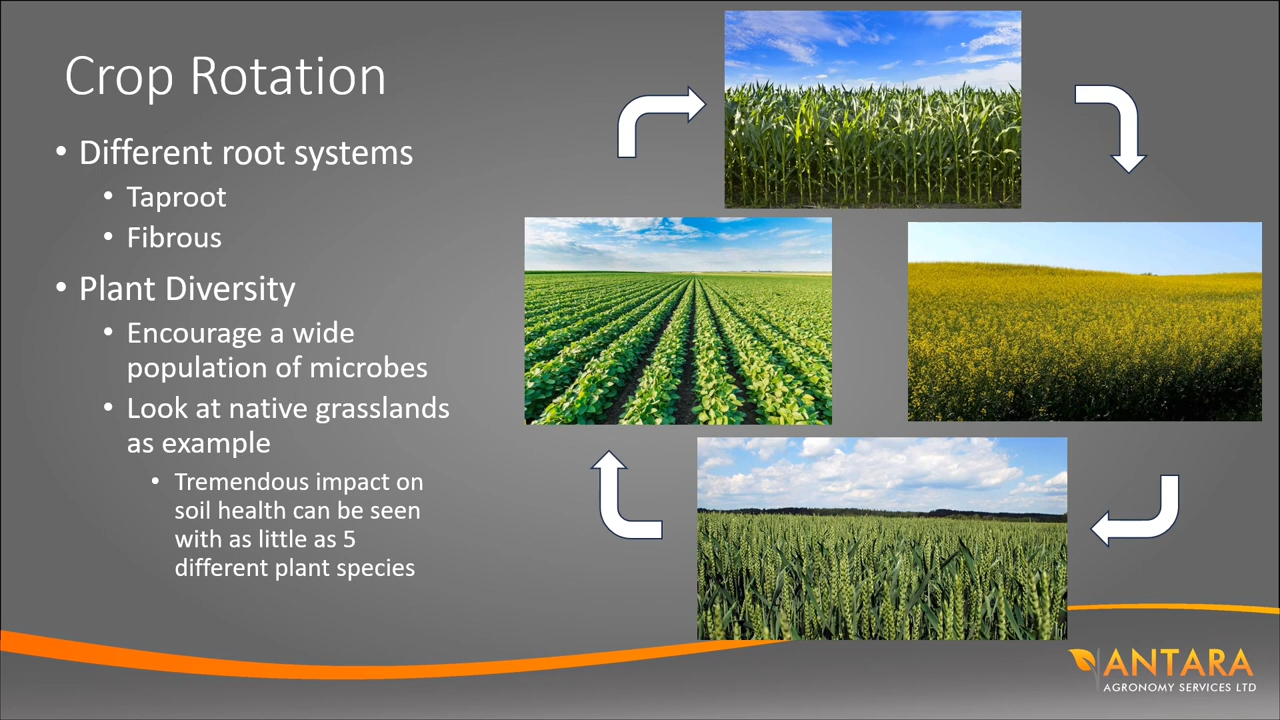 Crop Rotation
• Different root systems
• Taproot
• Fibrous
• Plant Diversity
• Encourage a wide
population of microbes
• Look at native grasslands
as example
• Tremendous impact on
soil health can be seen
with as little as 5
different plant species
ANTARA
AGRONOMY SERVICES LTD